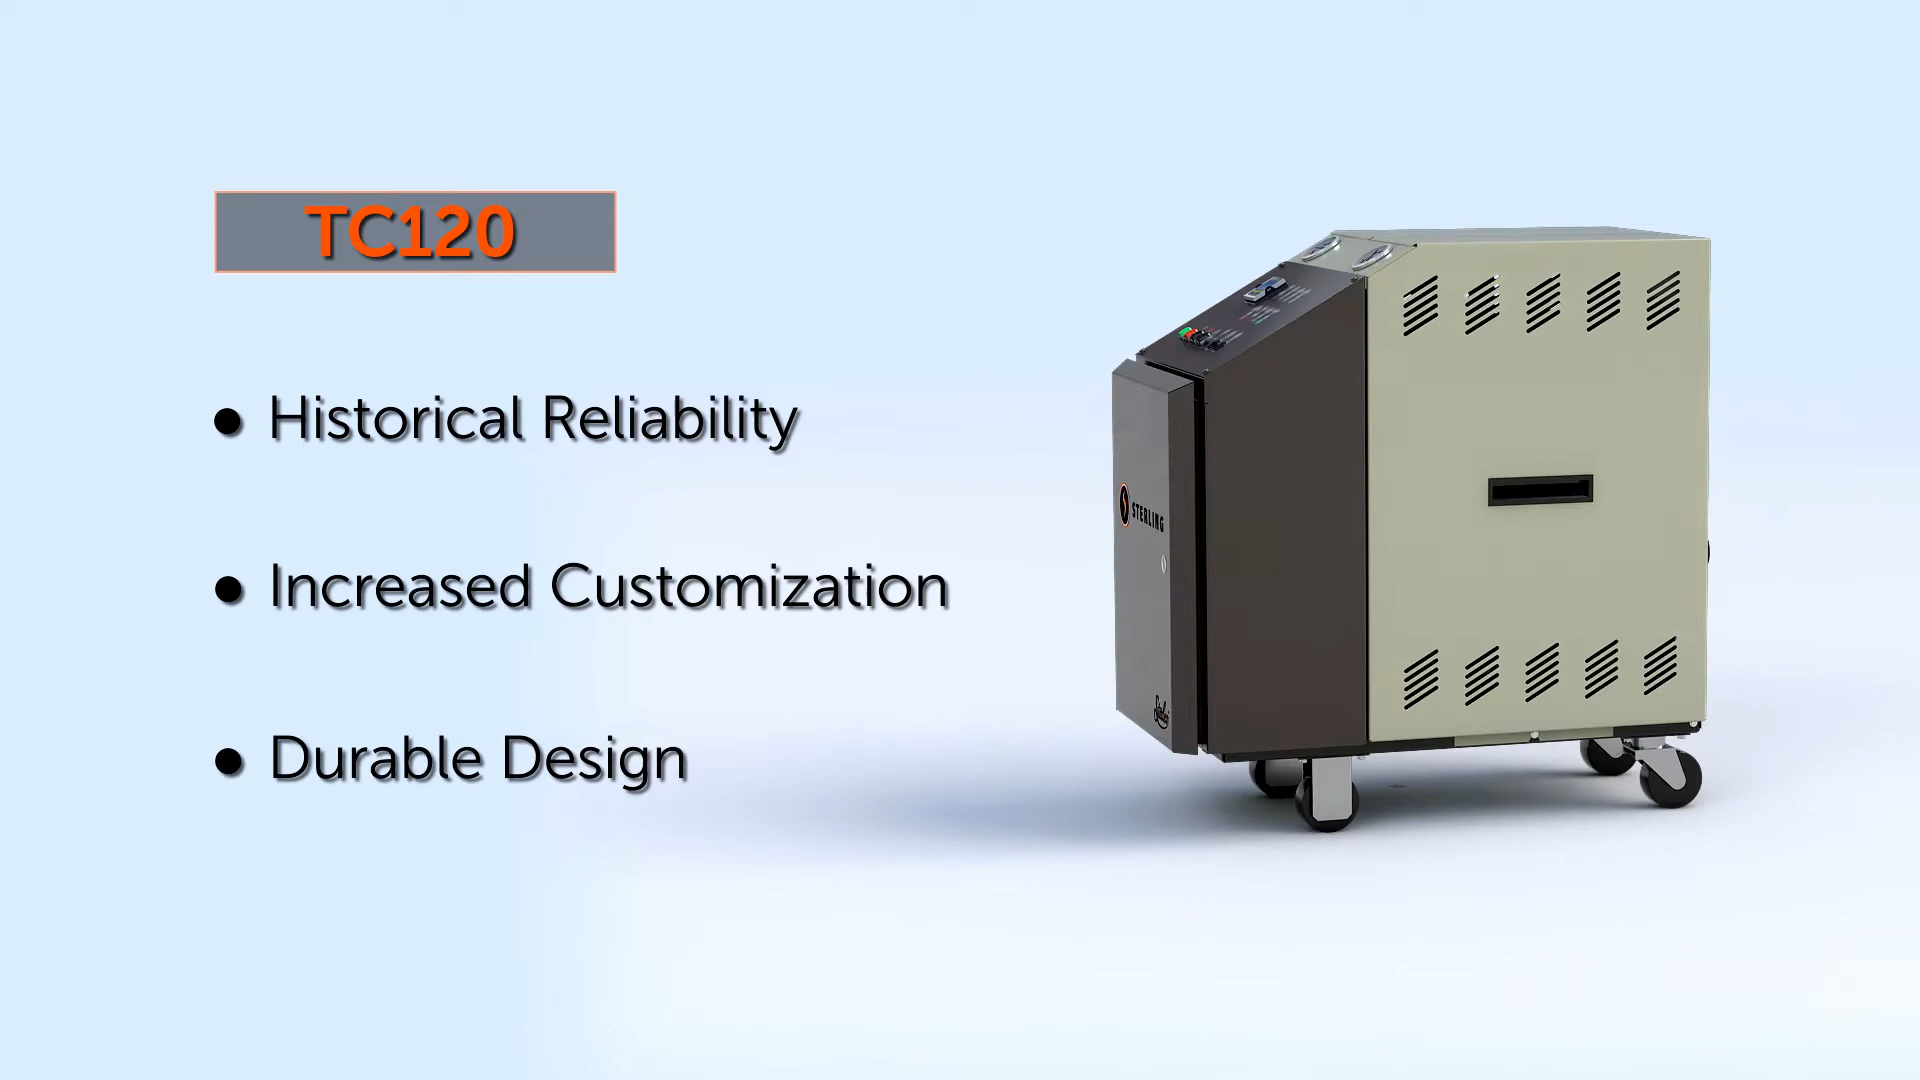 TC120
● Historical Reliability
● Increased Customization
● Durable Design
STERLING